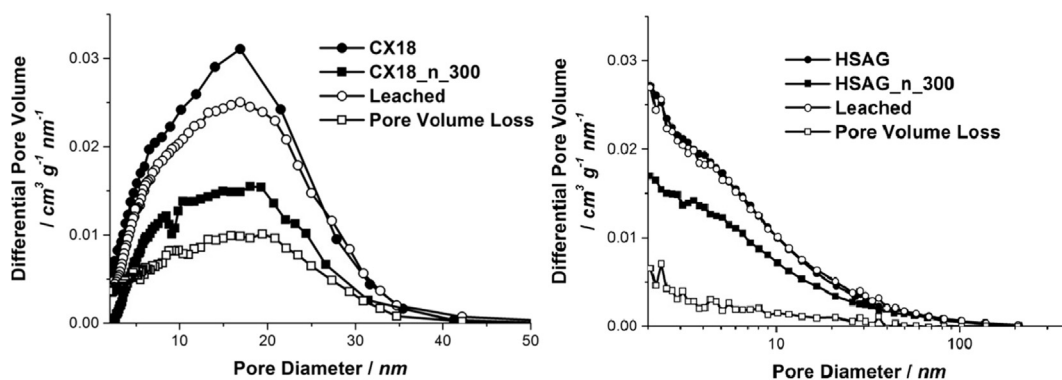 0.03
0.02
0.01
0.00
Differential Pore Volume
/ cm³ g⁻¹ nm⁻¹
CX18
CX18_n_300
Leached
Pore Volume Loss
10
20
30
40
50
Pore Diameter / nm
0.03
0.02
0.01
0.00
Differential Pore Volume
/ cm³ g⁻¹ nm⁻¹
HSAG
HSAG_n_300
Leached
Pore Volume Loss
10
100
Pore Diameter / nm